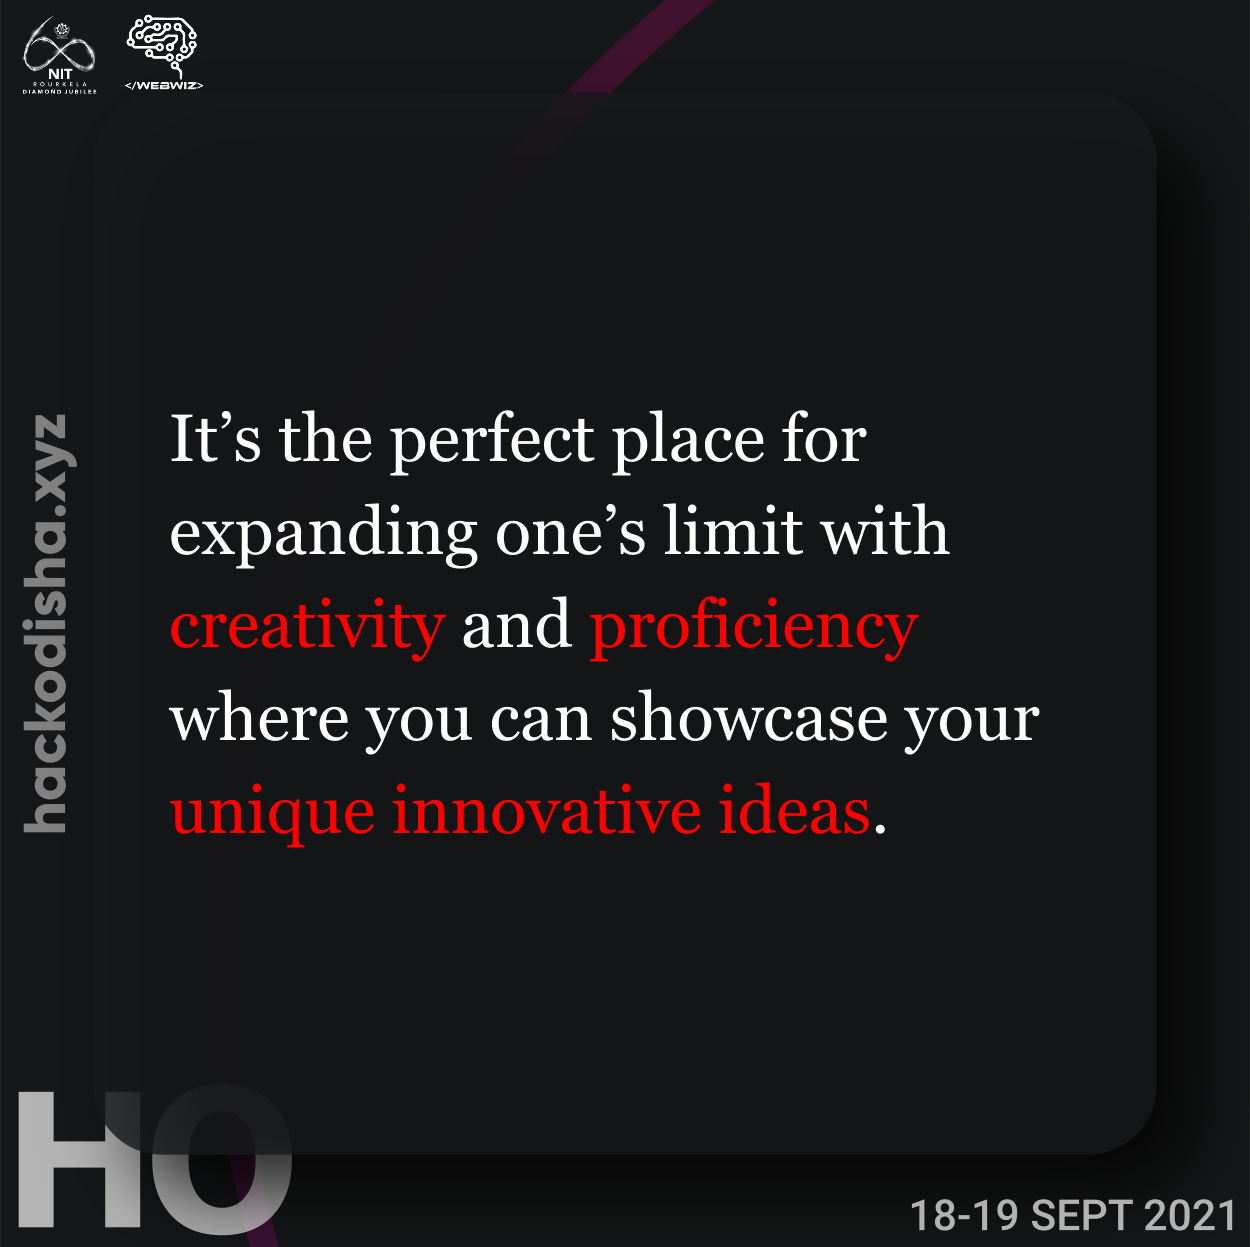 60
NIT
ROURKELA
DIAMOND JUBILEE
</WEBWIZ>
It’s the perfect place for
expanding one’s limit with
creativity and proficiency
where you can showcase your
unique innovative ideas.
hackodisha.xyz
HO
18-19 SEPT 2021